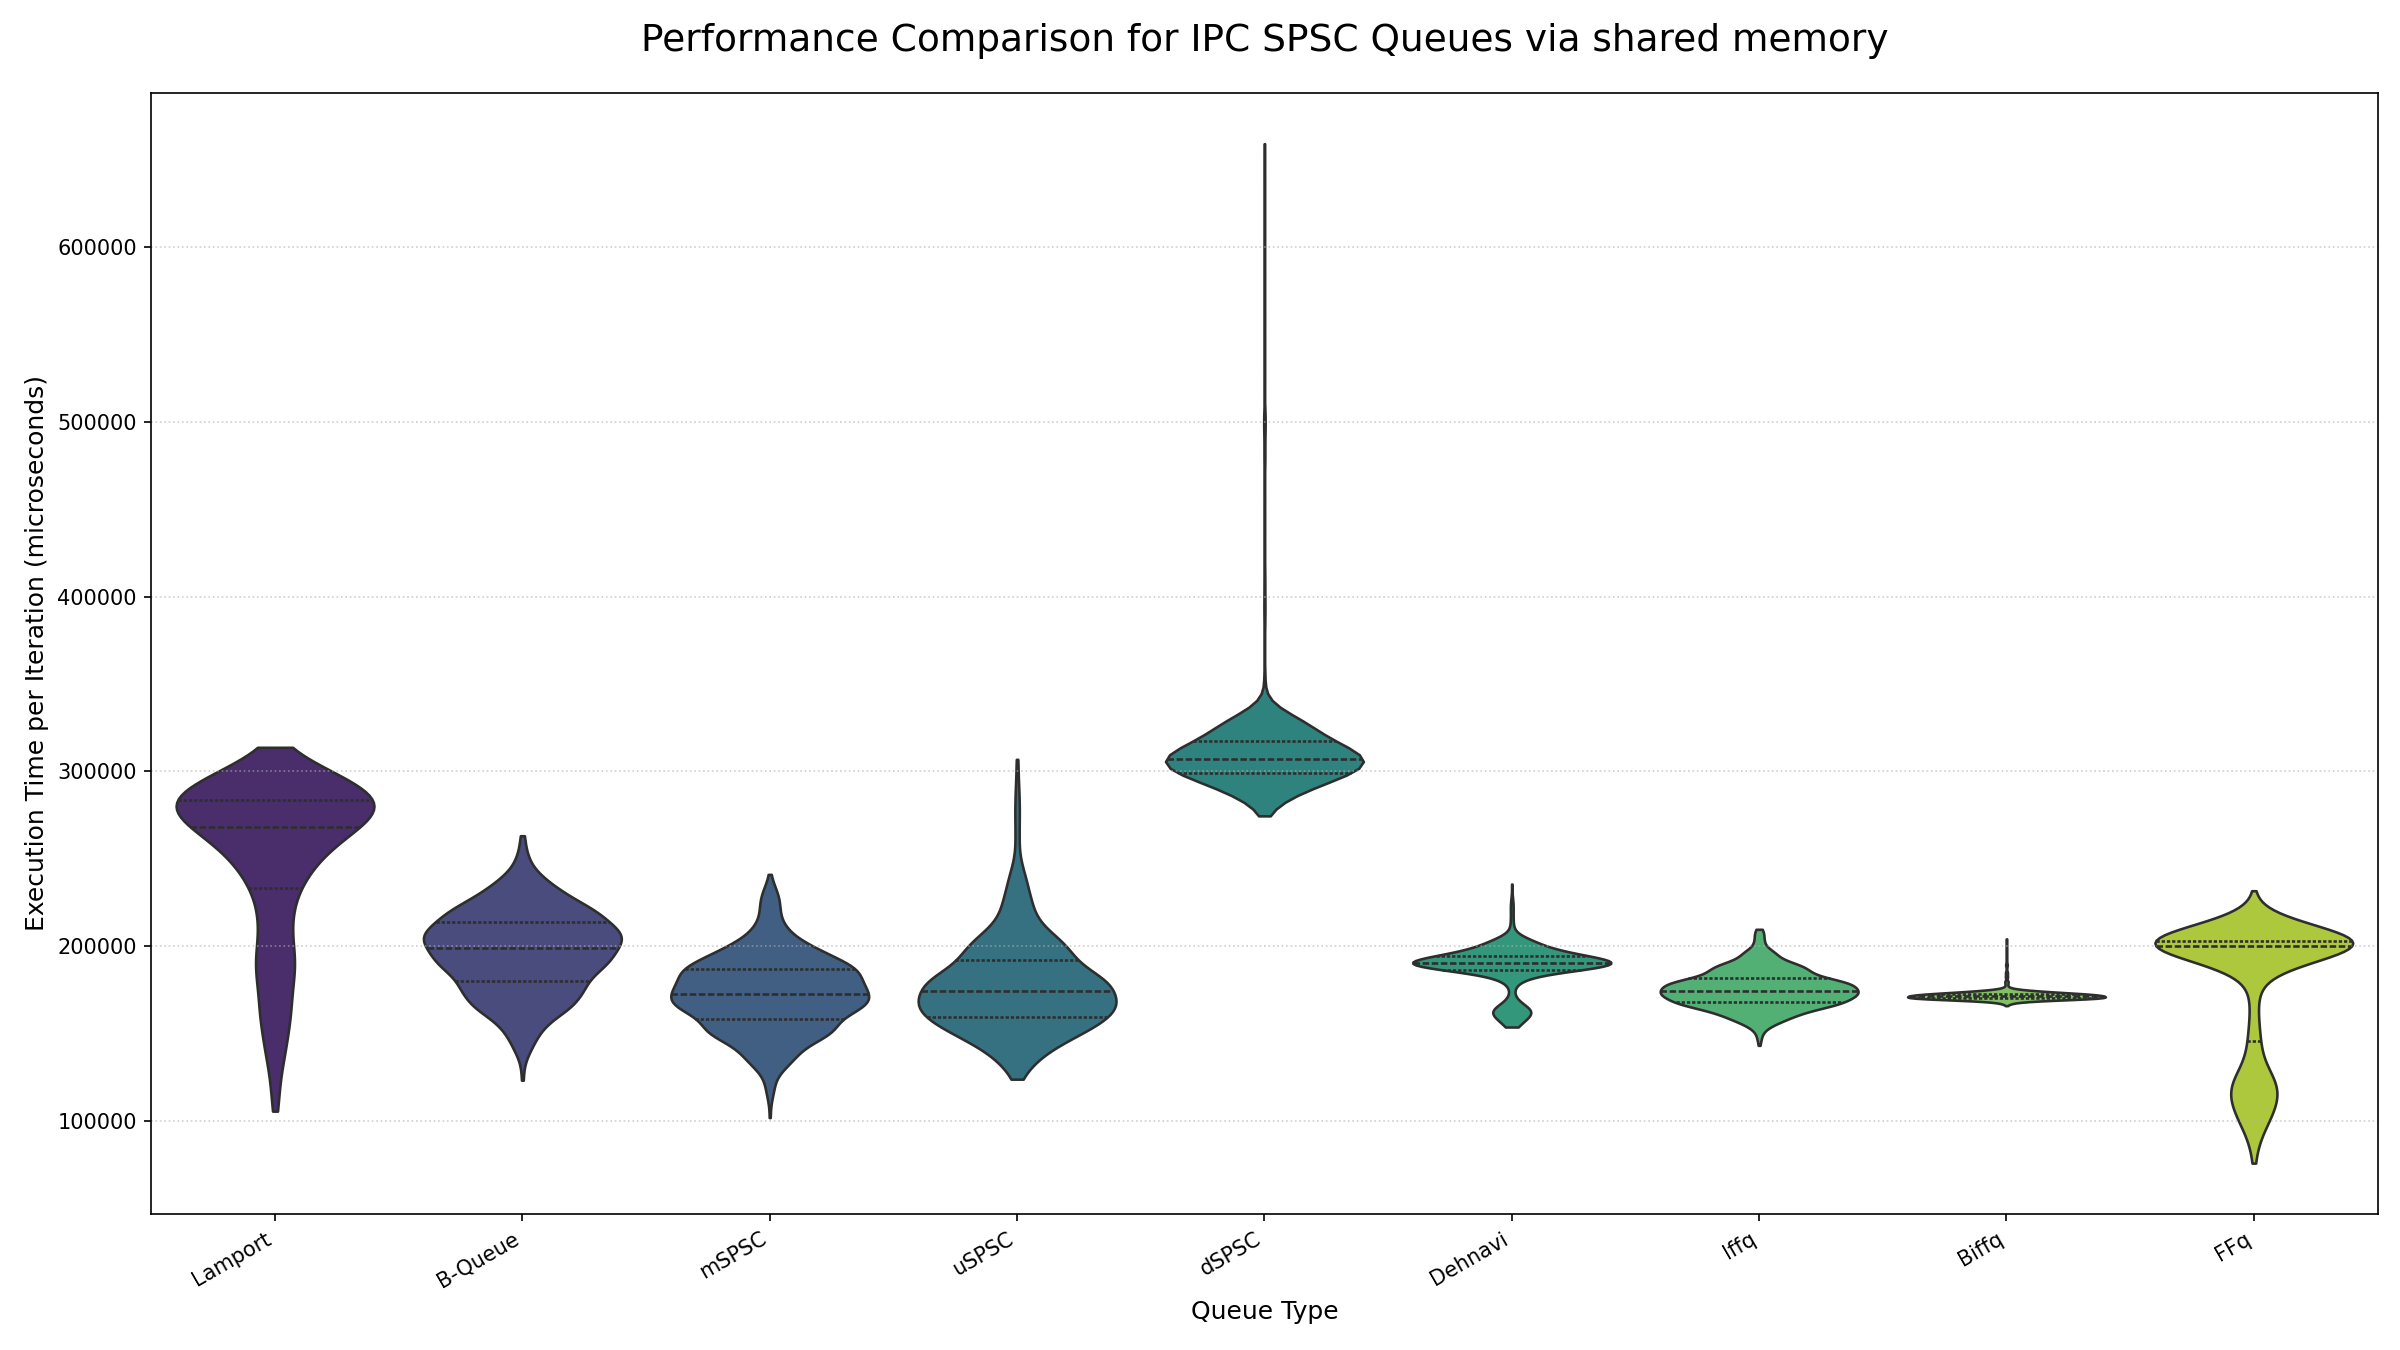 Performance Comparison for IPC SPSC Queues via shared memory
Execution Time per Iteration (microseconds)
600000
500000
400000
300000
200000
100000
Lamport
B-Queue
mSPSC
uSPSC
dSPSC
Dehnavi
Iffq
Biffq
FFq
Queue Type